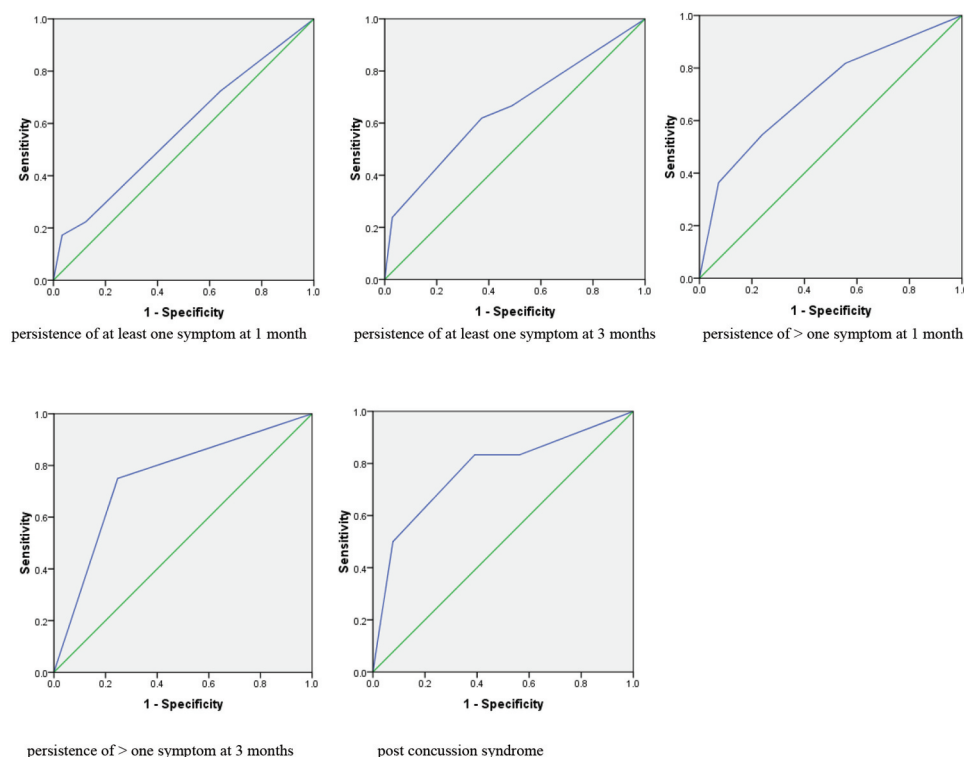 1.0
0.8
0.6
0.4
0.2
0.0
Sensitivity
0.0 0.2 0.4 0.6 0.8 1.0
1 - Specificity
persistence of at least one symptom at 1 month
1.0
0.8
0.6
0.4
0.2
0.0
Sensitivity
0.0 0.2 0.4 0.6 0.8 1.0
1 - Specificity
persistence of at least one symptom at 3 months
1.0
0.8
0.6
0.4
0.2
0.0
Sensitivity
0.0 0.2 0.4 0.6 0.8 1.0
1 - Specificity
persistence of > one symptom at 1 month
1.0
0.8
0.6
0.4
0.2
0.0
Sensitivity
0.0 0.2 0.4 0.6 0.8 1.0
1 - Specificity
persistence of > one symptom at 3 months
1.0
0.8
0.6
0.4
0.2
0.0
Sensitivity
0.0 0.2 0.4 0.6 0.8 1.0
1 - Specificity
post concussion syndrome